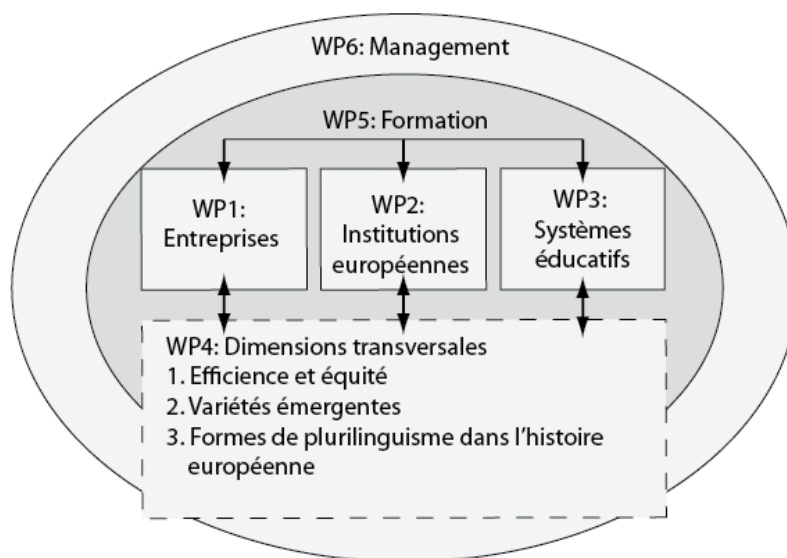 WP6: Management
WP5: Formation
WP1:
Entreprises
WP2:
Institutions
européennes
WP3:
Systèmes
éducatifs
WP4: Dimensions transversales
1. Efficience et équité
2. Variétés émergentes
3. Formes de plurilinguisme dans l’histoire
européenne